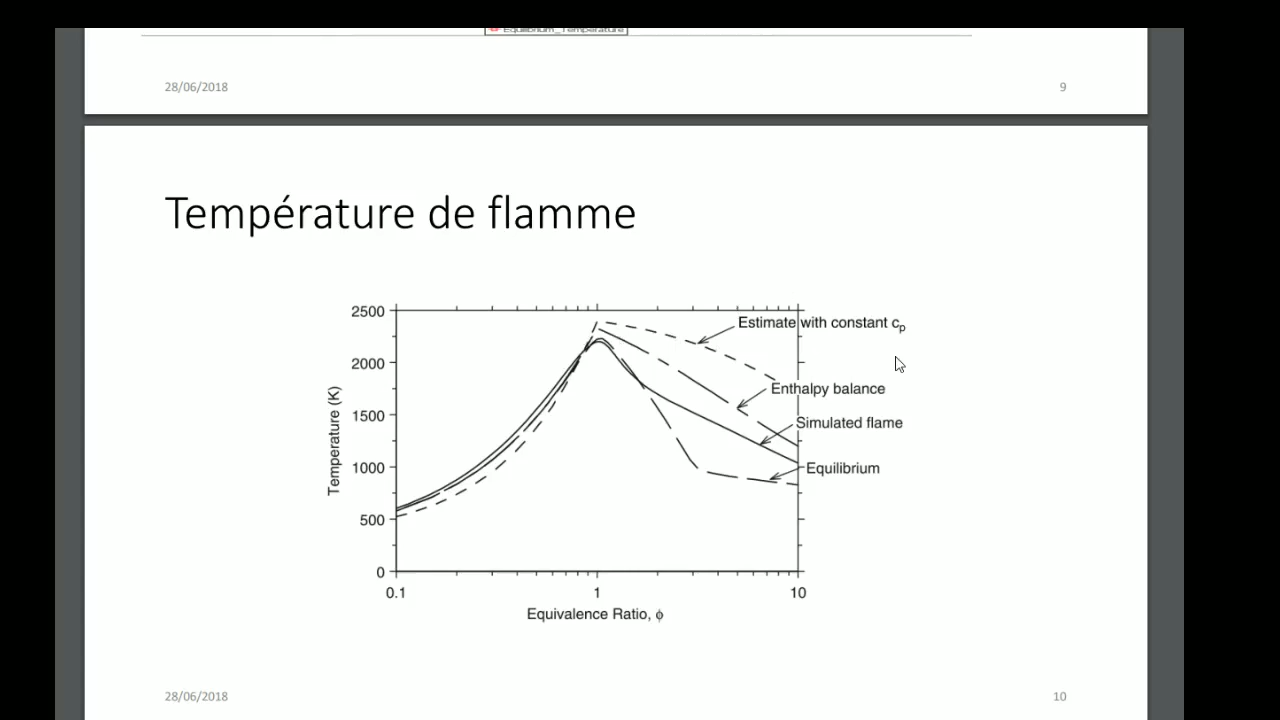 Equilibrium_Temperature
28/06/2018 9
Température de flamme
2500
2000
1500
1000
500
0
Temperature (K)
0.1 1 10
Equivalence Ratio, ϕ
Estimate with constant cp
Enthalpy balance
Simulated flame
Equilibrium
28/06/2018 10